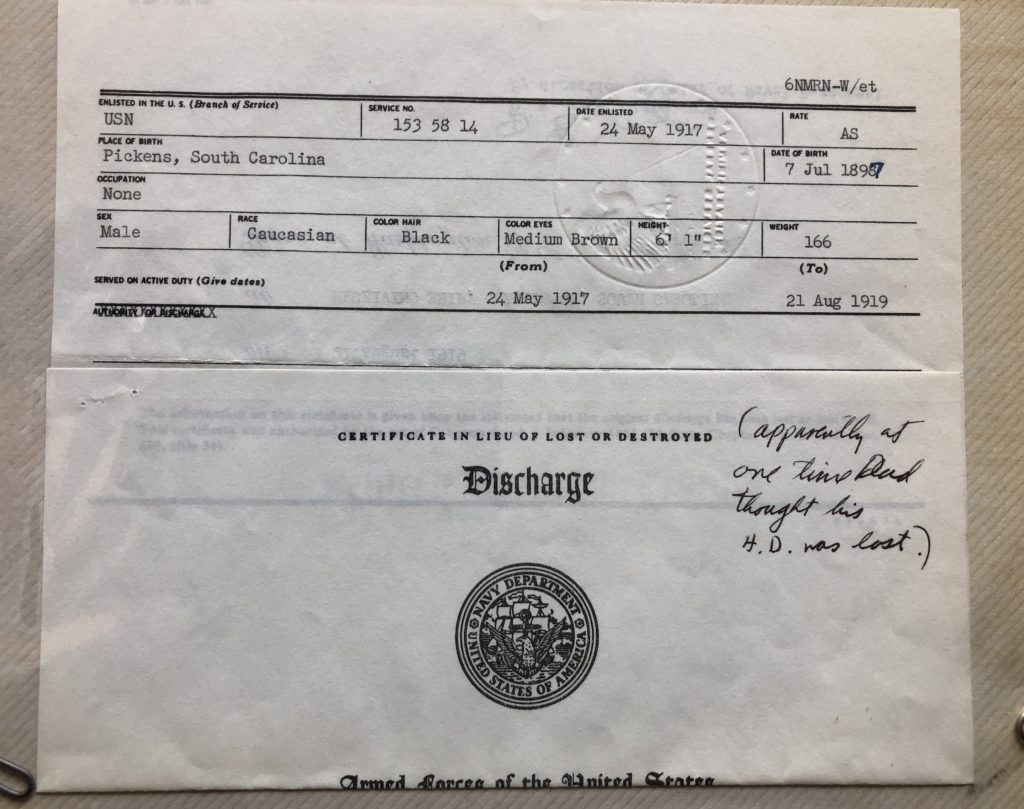 6NMRN-W/et
ENLISTED IN THE U. S. (Branch of Service) SERVICE NO. DATE ENLISTED RATE
USN 153 58 14 24 May 1917 AS
PLACE OF BIRTH DATE OF BIRTH
Pickens, South Carolina 7 Jul 1897
OCCUPATION
None
SEX RACE COLOR HAIR COLOR EYES HEIGHT WEIGHT
Male Caucasian Black Medium Brown 6' 1" 166
(From) (To)
SERVED ON ACTIVE DUTY (Give dates)
24 May 1917 21 Aug 1919
AUTHORITY FOR DISCHARGE
CERTIFICATE IN LIEU OF LOST OR DESTROYED
Discharge
(apparently at
one time Dad
thought his
H.D. was lost.)
NAVY DEPARTMENT
UNITED STATES OF AMERICA
Armed Forces of the United States